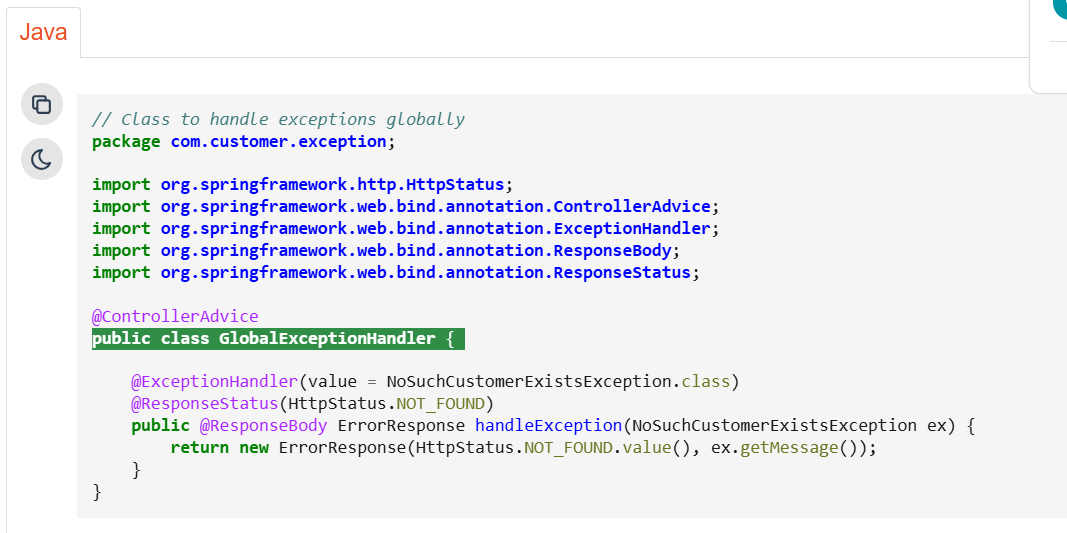 Java
// Class to handle exceptions globally
package com.customer.exception;
import org.springframework.http.HttpStatus;
import org.springframework.web.bind.annotation.ControllerAdvice;
import org.springframework.web.bind.annotation.ExceptionHandler;
import org.springframework.web.bind.annotation.ResponseBody;
import org.springframework.web.bind.annotation.ResponseStatus;
@ControllerAdvice
public class GlobalExceptionHandler {
@ExceptionHandler(value = NoSuchCustomerExistsException.class)
@ResponseStatus(HttpStatus.NOT_FOUND)
public @ResponseBody ErrorResponse handleException(NoSuchCustomerExistsException ex) {
return new ErrorResponse(HttpStatus.NOT_FOUND.value(), ex.getMessage());
}
}